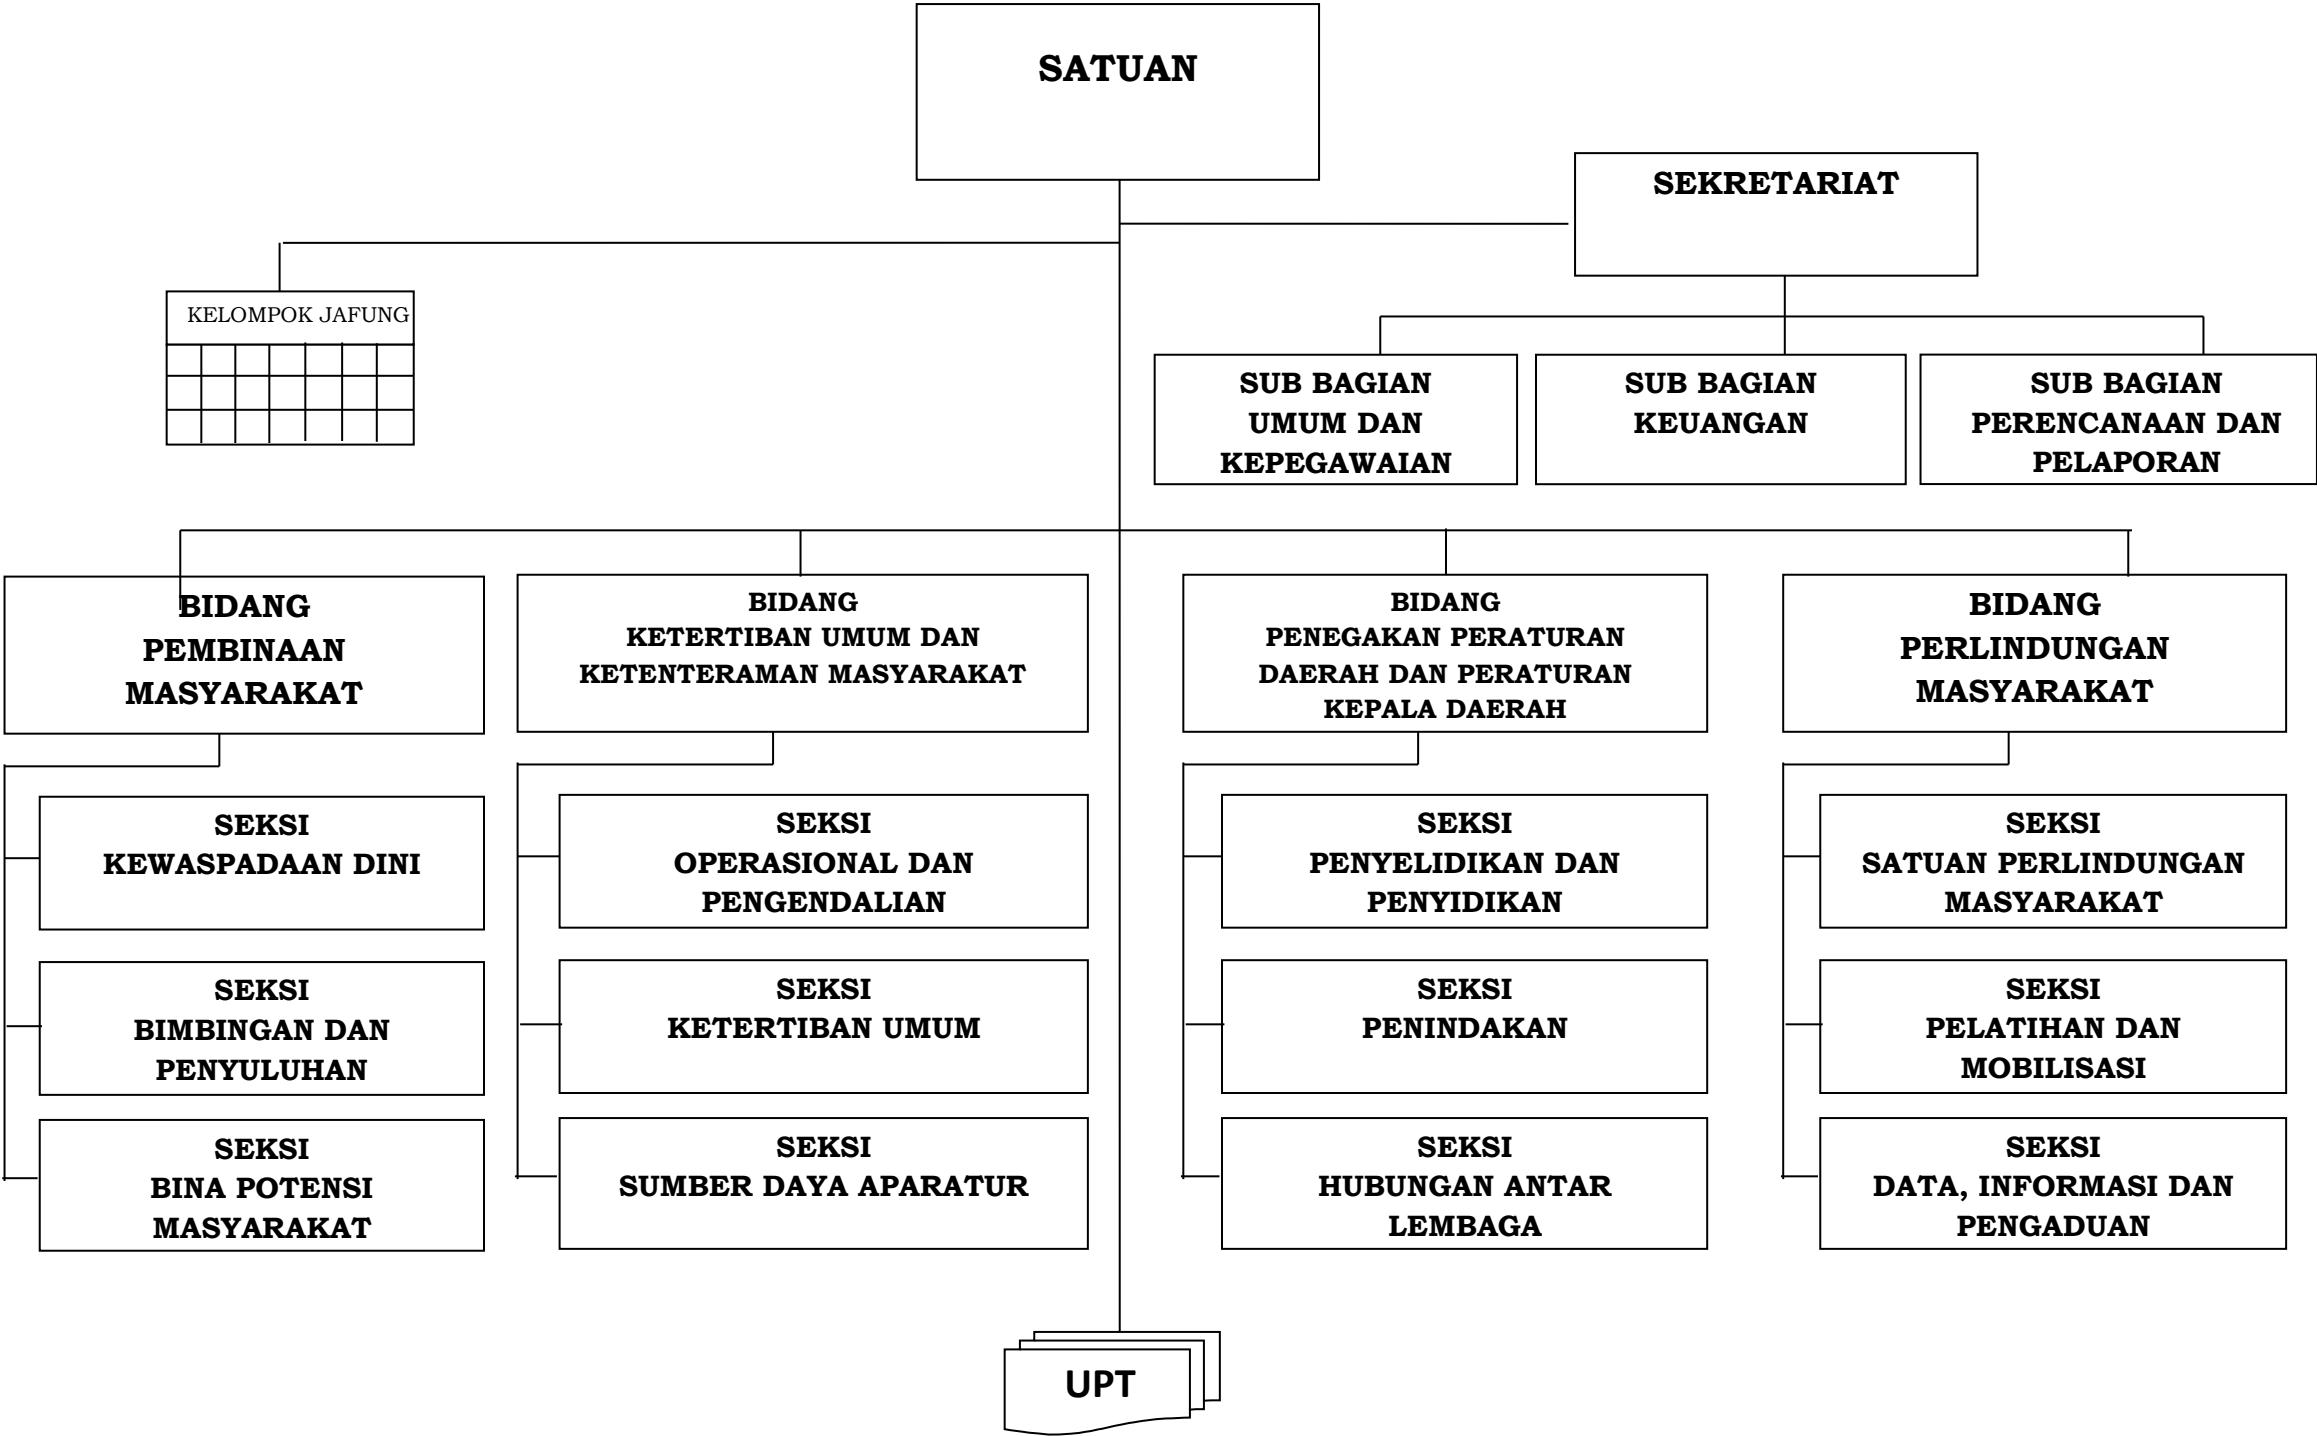 SATUAN
SEKRETARIAT
KELOMPOK JAFUNG
SUB BAGIAN
UMUM DAN
KEPEGAWAIAN
SUB BAGIAN
KEUANGAN
SUB BAGIAN
PERENCANAAN DAN
PELAPORAN
BIDANG
PEMBINAAN
MASYARAKAT
BIDANG
KETERTIBAN UMUM DAN
KETENTERAMAN MASYARAKAT
BIDANG
PENEGAKAN PERATURAN
DAERAH DAN PERATURAN
KEPALA DAERAH
BIDANG
PERLINDUNGAN
MASYARAKAT
SEKSI
KEWASPADAAN DINI
SEKSI
OPERASIONAL DAN
PENGENDALIAN
SEKSI
PENYELIDIKAN DAN
PENYIDIKAN
SEKSI
SATUAN PERLINDUNGAN
MASYARAKAT
SEKSI
BIMBINGAN DAN
PENYULUHAN
SEKSI
KETERTIBAN UMUM
SEKSI
PENINDAKAN
SEKSI
PELATIHAN DAN
MOBILISASI
SEKSI
BINA POTENSI
MASYARAKAT
SEKSI
SUMBER DAYA APARATUR
SEKSI
HUBUNGAN ANTAR
LEMBAGA
SEKSI
DATA, INFORMASI DAN
PENGADUAN
UPT